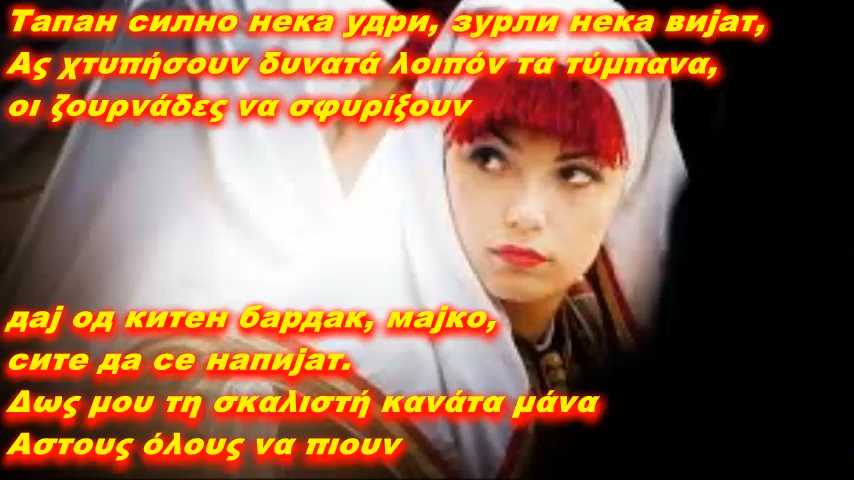 Тапан силно нека удри, зурли нека вијат,
Ας χτυπήσουν δυνατά λοιπόν τα τύμπανα,
οι ζουρνάδες να σφυρίξουν
дај од китен бардак, мајко,
сите да се напијат.
Δως μου τη σκαλιστή κανάτα μάνα
Αστους όλους να πιουν